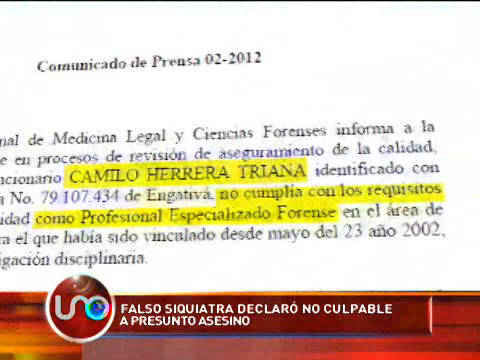 Comunicado de Prensa 02-2012
nal de Medicina Legal y Ciencias Forenses informa a la
e en procesos de revisión de aseguramiento de la calidad,
ncionario CAMILO HERRERA TRIANA identificado con
a No. 79.107.434 de Engativá, no cumplía con los requisitos
idad como Profesional Especializado Forense en el área de
ra el que había sido vinculado desde mayo del 23 año 2002,
igación disciplinaria.
UNO
FALSO SIQUIATRA DECLARÓ NO CULPABLE
A PRESUNTO ASESINO